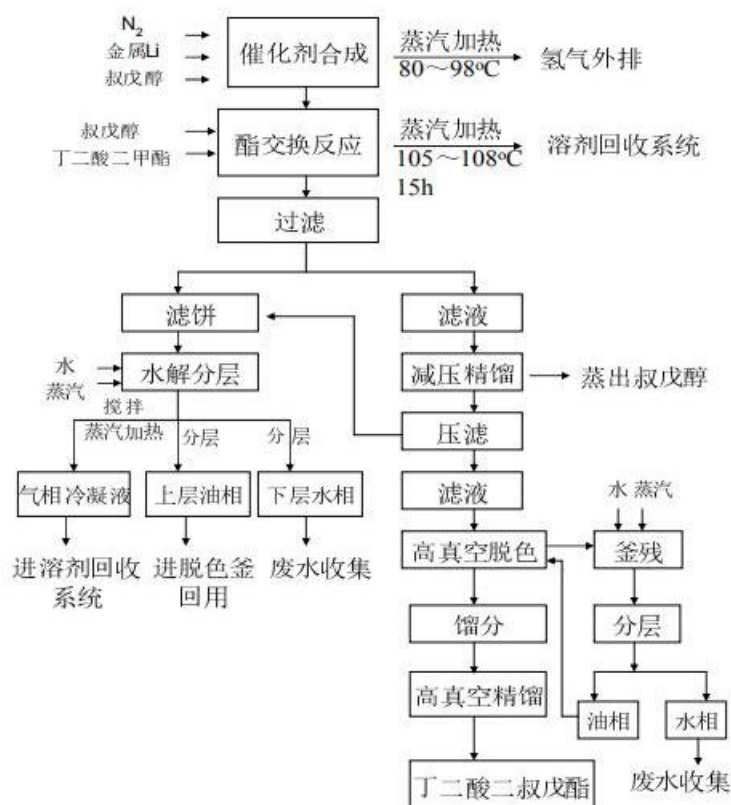 N2
金属Li
叔戊醇
催化剂合成
蒸汽加热
80～98℃
氢气外排
叔戊醇
丁二酸二甲酯
酯交换反应
蒸汽加热
105～108℃
15h
溶剂回收系统
过滤
滤饼
滤液
水
蒸汽
水解分层
减压精馏
蒸出叔戊醇
搅拌
蒸汽加热
分层
分层
压滤
气相冷凝液
上层油相
下层水相
滤液
水 蒸汽
进溶剂回收
系统
进脱色釜
回用
废水收集
高真空脱色
釜残
馏分
分层
高真空精馏
油相
水相
丁二酸二叔戊酯
废水收集